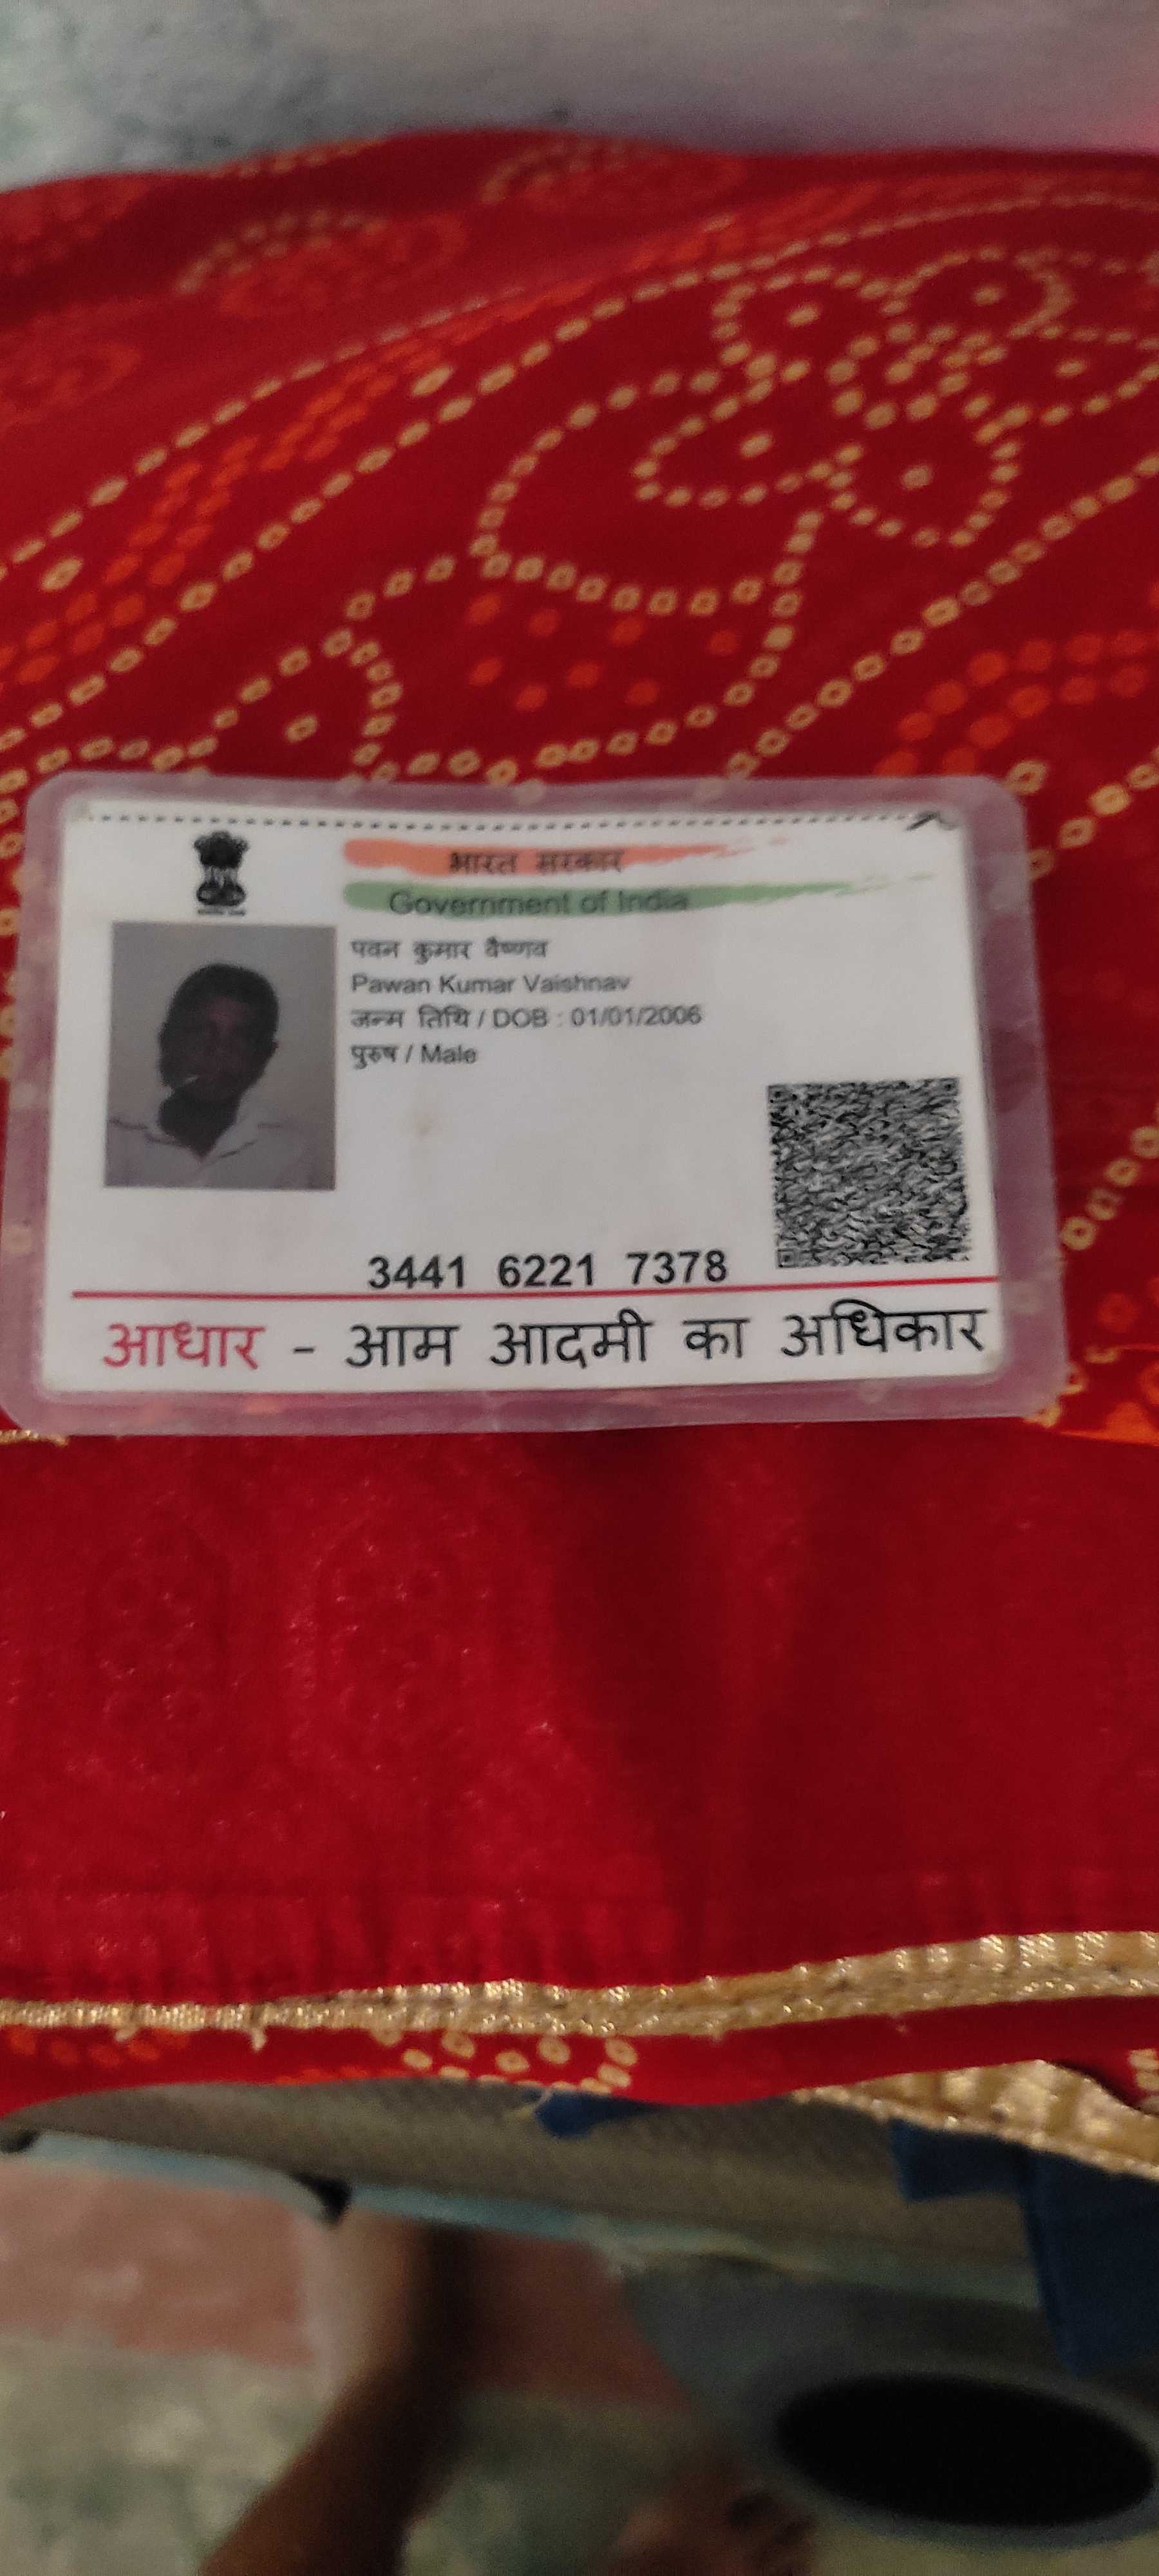 भारत सरकार
Government of India
पवन कुमार वैष्णव
Pawan Kumar Vaishnav
जन्म तिथि / DOB : 01/01/2006
पुरुष / Male
3441 6221 7378
आधार - आम आदमी का अधिकार